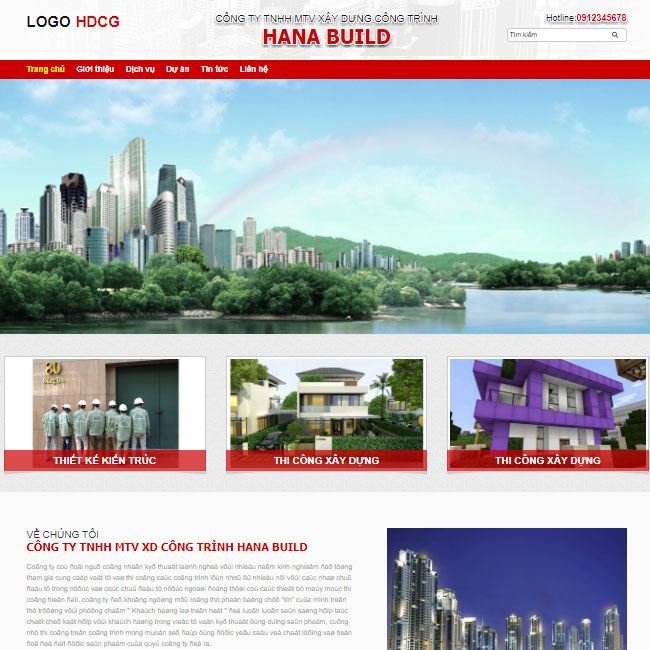 LOGO HDCG
CÔNG TY TNHH MTV XÂY DỰNG CÔNG TRÌNH
HANA BUILD
Hotline:0912345678
Tìm kiếm
Trang chủ Giới thiệu Dịch vụ Dự án Tin tức Liên hệ
80
THIẾT KẾ KIẾN TRÚC
THI CÔNG XÂY DỰNG
THI CÔNG XÂY DỰNG
VỀ CHÚNG TÔI
CÔNG TY TNHH MTV XD CÔNG TRÌNH HANA BUILD
Coâng ty coù ñoäi nguõ coâng nhaân kyõ thuaät laønh ngheà vôùi nhieàu naêm kinh nghieäm ñaõ töøng
tham gia cung caáp vaät tö vaø thi coâng caùc coâng trình lôùn nhoû ôû nhieàu nôi vôùi caùc nhaø chuû
ñaàu tö trong nöôùc vaø caùc chuû ñaàu tö nöôùc ngoøai ñoàng thôøi coù caùc thieát bò maùy moùc thi
coâng hieän ñaïi, coâng ty ñaõ khoâng ngöøng môû roäng thò phaàn baèng chöõ "tín" cuûa mình treân
thò tröôøng vôùi phöông chaâm " Khaùch haøng laø treân heát " ñeå luoân luoân saün saøng hôïp taùc
chaët cheõ keát hôïp vôùi khaùch haøng trong vieäc tö vaán kyõ thuaät öùng duïng saûn phaåm, cuõng
nhö thi coâng treân coâng trình mong muoán seõ ñaùp öùng ñöôïc yeâu caàu veà chaát löôïng vaø tieán
ñoä ñeå ñaït ñöôïc saûn phaåm cuûa quyù coâng ty ñeà ra.